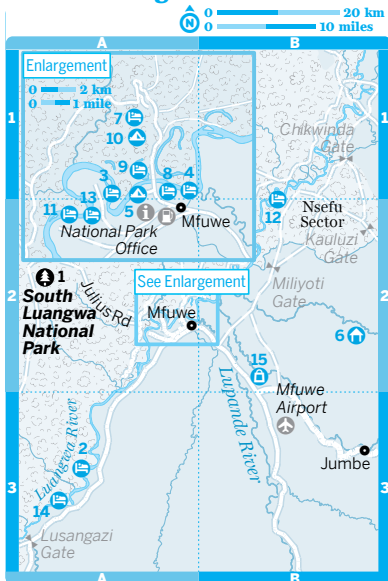 N
0 20 km
0 10 miles
A
B
Enlargement
0 2 km
0 1 mile
1
1
7
10
Chikwinda
Gate
9
3
8
4
12
Nsefu
Sector
11
13
5
Mfuwe
National Park
Office
Kauluzi
Gate
Miliyoti
Gate
1
South
Luangwa
National
Park
See Enlargement
2
2
Julius Rd
Mfuwe
6
15
Mfuwe
Airport
Lupande River
Luangwa River
2
Jumbe
3
3
14
Lusangazi
Gate
A
B